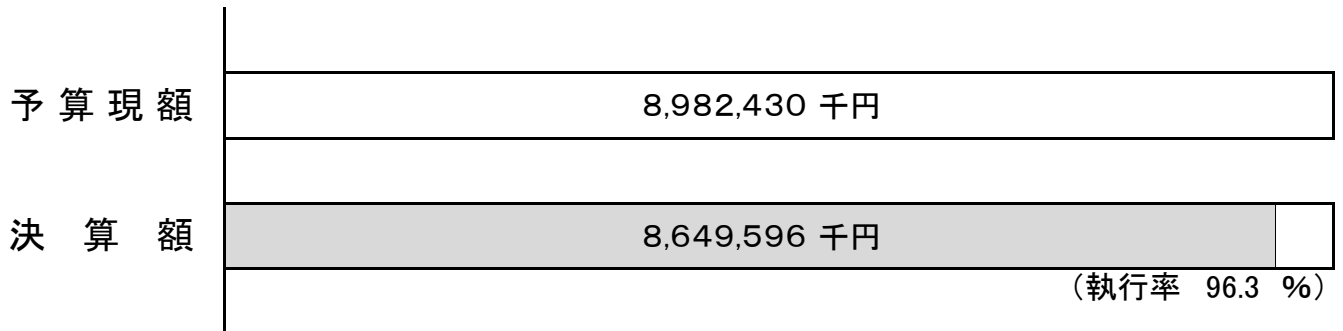 予算現額 8,982,430 千円
決算額 8,649,596 千円
（執行率 96.3 %）